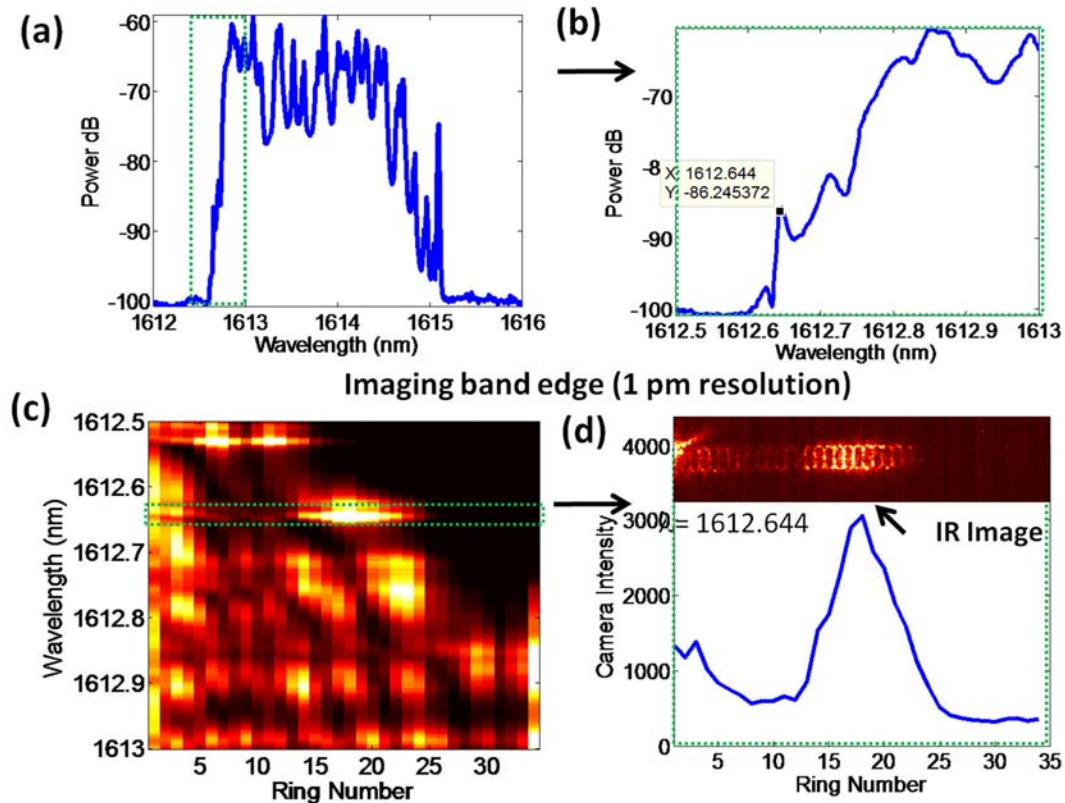 (a)
-60
-70
-80
-90
-100
Power dB
1612 1613 1614 1615 1616
Wavelength (nm)
(b)
-70
-8
-90
-100
Power dB
X: 1612.644
Y: -86.245372
1612.5 1612.6 1612.7 1612.8 1612.9 1613
Wavelength (nm)
Imaging band edge (1 pm resolution)
(c)
1612.5
1612.6
1612.7
1612.8
1612.9
1613
Wavelength (nm)
5 10 15 20 25 30
Ring Number
(d)
4000
3000
2000
1000
0
Camera Intensity
= 1612.644
IR Image
5 10 15 20 25 30 35
Ring Number